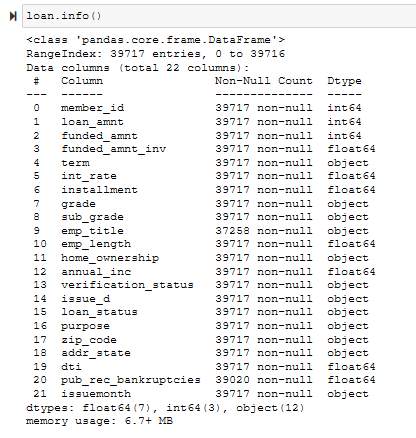 loan.info()
<class 'pandas.core.frame.DataFrame'>
RangeIndex: 39717 entries, 0 to 39716
Data columns (total 22 columns):
 #   Column                Non-Null Count  Dtype
---  ------                --------------  -----
 0   member_id             39717 non-null  int64
 1   loan_amnt             39717 non-null  int64
 2   funded_amnt           39717 non-null  int64
 3   funded_amnt_inv       39717 non-null  float64
 4   term                  39717 non-null  object
 5   int_rate              39717 non-null  float64
 6   installment           39717 non-null  float64
 7   grade                 39717 non-null  object
 8   sub_grade             39717 non-null  object
 9   emp_title             37258 non-null  object
 10  emp_length            39717 non-null  float64
 11  home_ownership        39717 non-null  object
 12  annual_inc            39717 non-null  float64
 13  verification_status   39717 non-null  object
 14  issue_d               39717 non-null  object
 15  loan_status           39717 non-null  object
 16  purpose               39717 non-null  object
 17  zip_code              39717 non-null  object
 18  addr_state            39717 non-null  object
 19  dti                   39717 non-null  float64
 20  pub_rec_bankruptcies  39020 non-null  float64
 21  issuemonth            39717 non-null  object
dtypes: float64(7), int64(3), object(12)
memory usage: 6.7+ MB